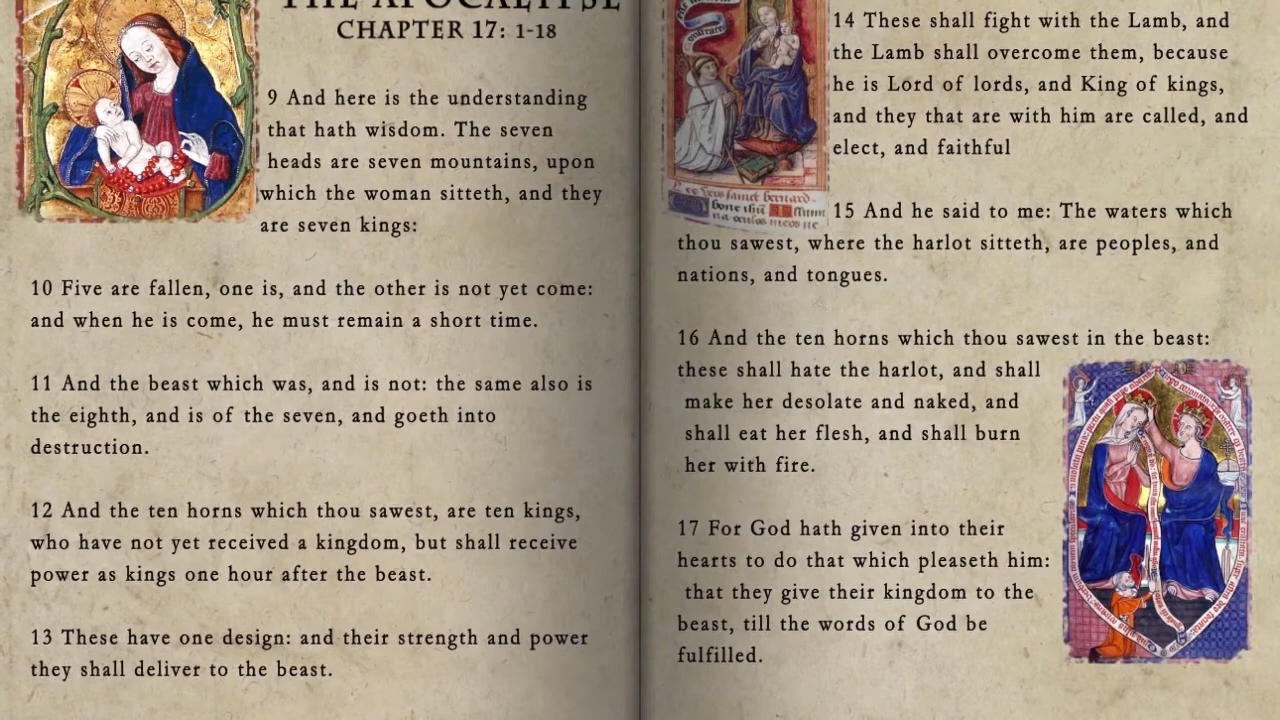 THE APOCALYPSE
CHAPTER 17: 1-18
9 And here is the understanding
that hath wisdom. The seven
heads are seven mountains, upon
which the woman sitteth, and they
are seven kings:
10 Five are fallen, one is, and the other is not yet come:
and when he is come, he must remain a short time.
11 And the beast which was, and is not: the same also is
the eighth, and is of the seven, and goeth into
destruction.
12 And the ten horns which thou sawest, are ten kings,
who have not yet received a kingdom, but shall receive
power as kings one hour after the beast.
13 These have one design: and their strength and power
they shall deliver to the beast.
14 These shall fight with the Lamb, and
the Lamb shall overcome them, because
he is Lord of lords, and King of kings,
and they that are with him are called, and
elect, and faithful
15 And he said to me: The waters which
thou sawest, where the harlot sitteth, are peoples, and
nations, and tongues.
16 And the ten horns which thou sawest in the beast:
these shall hate the harlot, and shall
make her desolate and naked, and
shall eat her flesh, and shall burn
her with fire.
17 For God hath given into their
hearts to do that which pleaseth him:
that they give their kingdom to the
beast, till the words of God be
fulfilled.